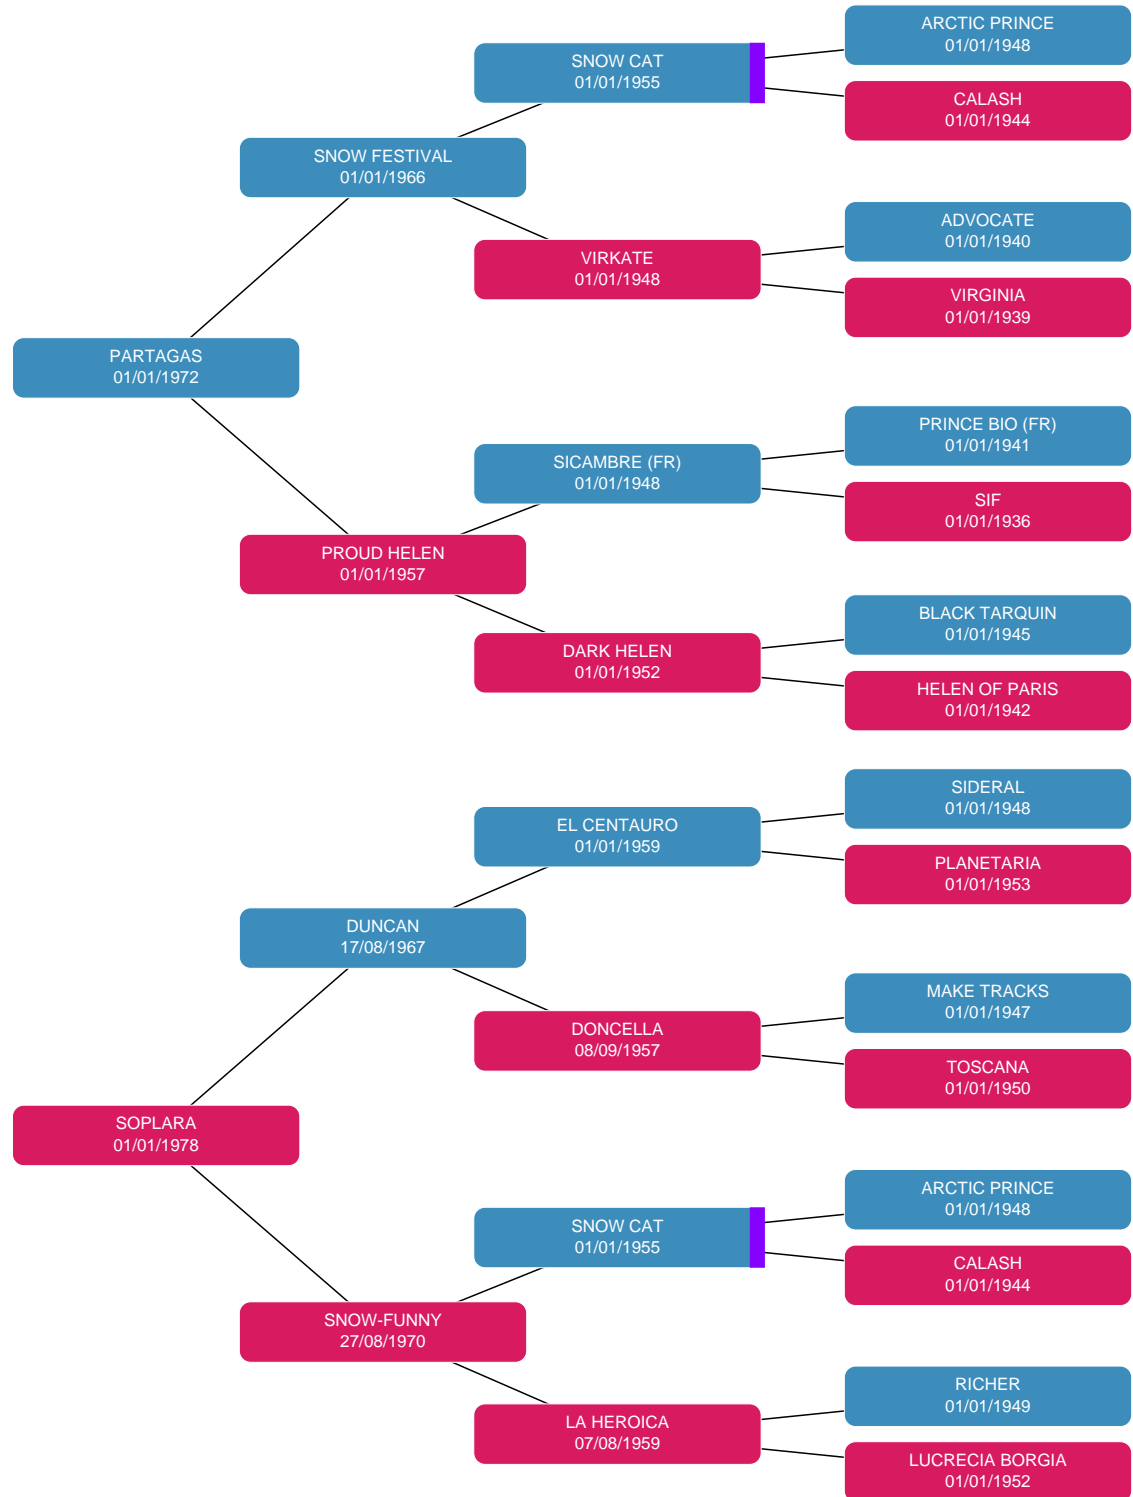 ARCTIC PRINCE
01/01/1948
SNOW CAT
01/01/1955
CALASH
01/01/1944
SNOW FESTIVAL
01/01/1966
ADVOCATE
01/01/1940
VIRKATE
01/01/1948
VIRGINIA
01/01/1939
PARTAGAS
01/01/1972
PRINCE BIO (FR)
01/01/1941
SICAMBRE (FR)
01/01/1948
SIF
01/01/1936
PROUD HELEN
01/01/1957
BLACK TARQUIN
01/01/1945
DARK HELEN
01/01/1952
HELEN OF PARIS
01/01/1942
SIDERAL
01/01/1948
EL CENTAURO
01/01/1959
PLANETARIA
01/01/1953
DUNCAN
17/08/1967
MAKE TRACKS
01/01/1947
DONCELLA
08/09/1957
TOSCANA
01/01/1950
SOPLARA
01/01/1978
ARCTIC PRINCE
01/01/1948
SNOW CAT
01/01/1955
CALASH
01/01/1944
SNOW-FUNNY
27/08/1970
RICHER
01/01/1949
LA HEROICA
07/08/1959
LUCRECIA BORGIA
01/01/1952